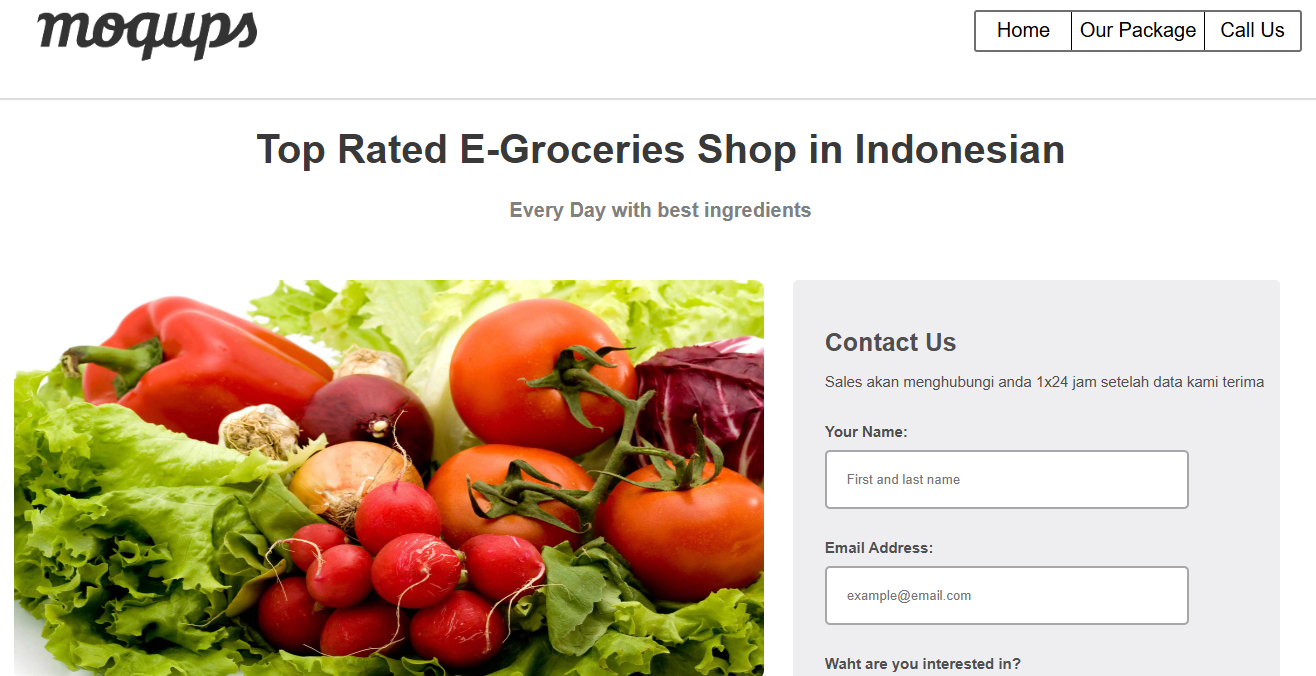 moqups
Home
Our Package
Call Us
Top Rated E-Groceries Shop in Indonesian
Every Day with best ingredients
Contact Us
Sales akan menghubungi anda 1x24 jam setelah data kami terima
Your Name:
First and last name
Email Address:
example@email.com
Waht are you interested in?